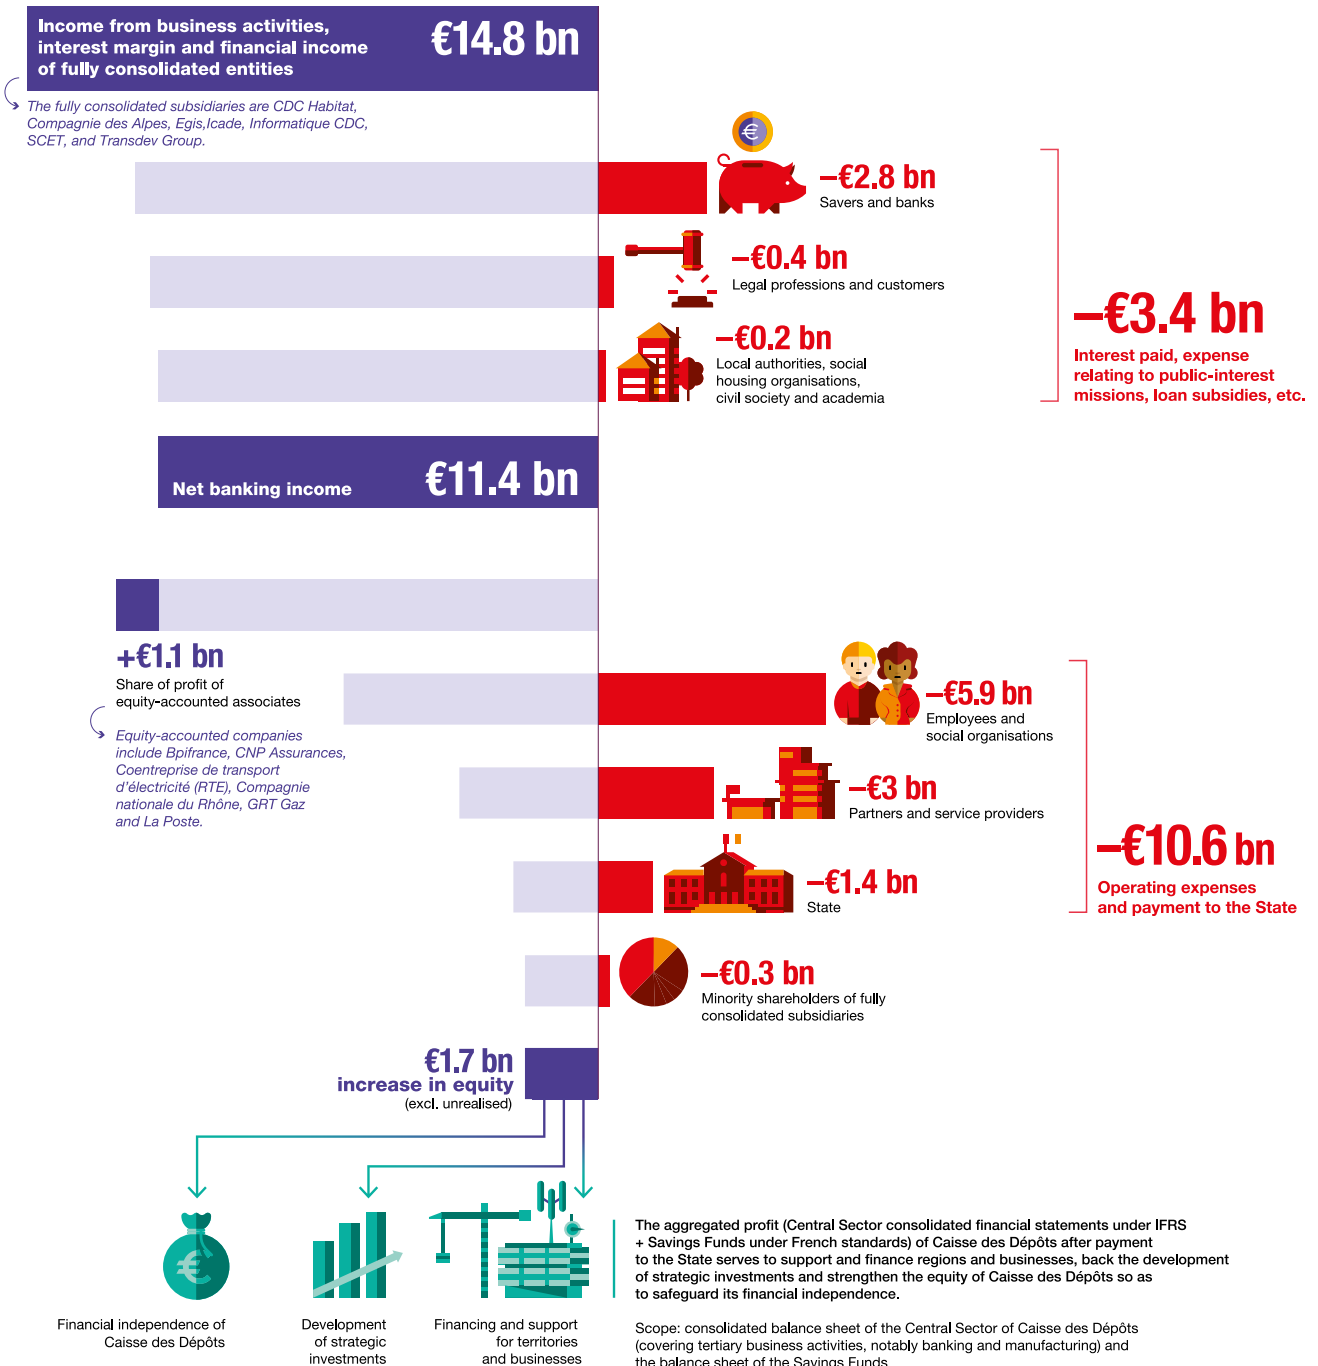 Income from business activities,
interest margin and financial income
of fully consolidated entities
€14.8 bn
The fully consolidated subsidiaries are CDC Habitat,
Compagnie des Alpes, Egis,Icade, Informatique CDC,
SCET, and Transdev Group.
€
–€2.8 bn
Savers and banks
–€0.4 bn
Legal professions and customers
–€0.2 bn
Local authorities, social
housing organisations,
civil society and academia
–€3.4 bn
Interest paid, expense
relating to public-interest
missions, loan subsidies, etc.
Net banking income
€11.4 bn
+€1.1 bn
Share of profit of
equity-accounted associates
Equity-accounted companies
include Bpifrance, CNP Assurances,
Coentreprise de transport
d'électricité (RTE), Compagnie
nationale du Rhône, GRT Gaz
and La Poste.
–€5.9 bn
Employees and
social organisations
–€3 bn
Partners and service providers
–€1.4 bn
State
–€10.6 bn
Operating expenses
and payment to the State
–€0.3 bn
Minority shareholders of fully
consolidated subsidiaries
€1.7 bn
increase in equity
(excl. unrealised)
€
Financial independence of
Caisse des Dépôts
Development
of strategic
investments
Financing and support
for territories
and businesses
The aggregated profit (Central Sector consolidated financial statements under IFRS
+ Savings Funds under French standards) of Caisse des Dépôts after payment
to the State serves to support and finance regions and businesses, back the development
of strategic investments and strengthen the equity of Caisse des Dépôts so as
to safeguard its financial independence.
Scope: consolidated balance sheet of the Central Sector of Caisse des Dépôts
(covering tertiary business activities, notably banking and manufacturing) and
the balance sheet of the Savings Funds